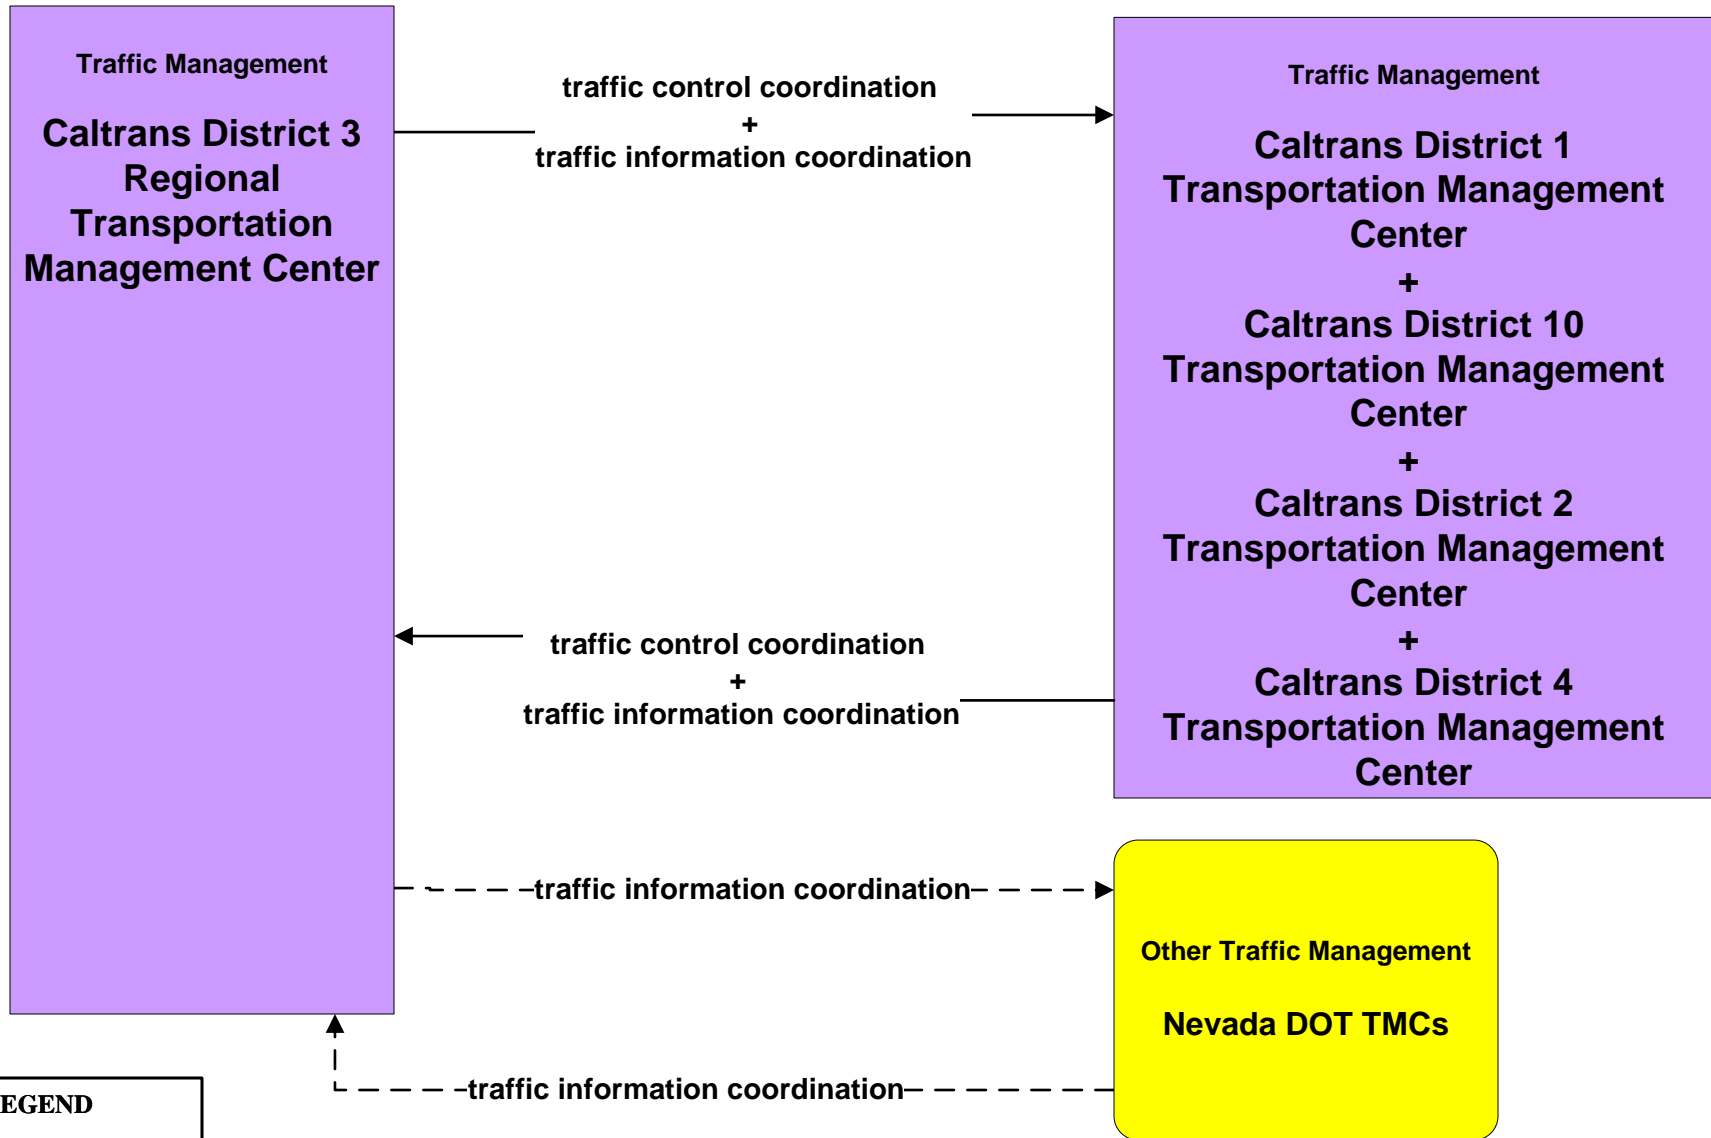 Traffic Management
Caltrans District 3
Regional
Transportation
Management Center
traffic control coordination
+
traffic information coordination
Traffic Management
Caltrans District 1
Transportation Management
Center
+
Caltrans District 10
Transportation Management
Center
+
Caltrans District 2
Transportation Management
Center
+
Caltrans District 4
Transportation Management
Center
traffic control coordination
+
traffic information coordination
traffic information coordination
Other Traffic Management
Nevada DOT TMCs
traffic information coordination
EGEND